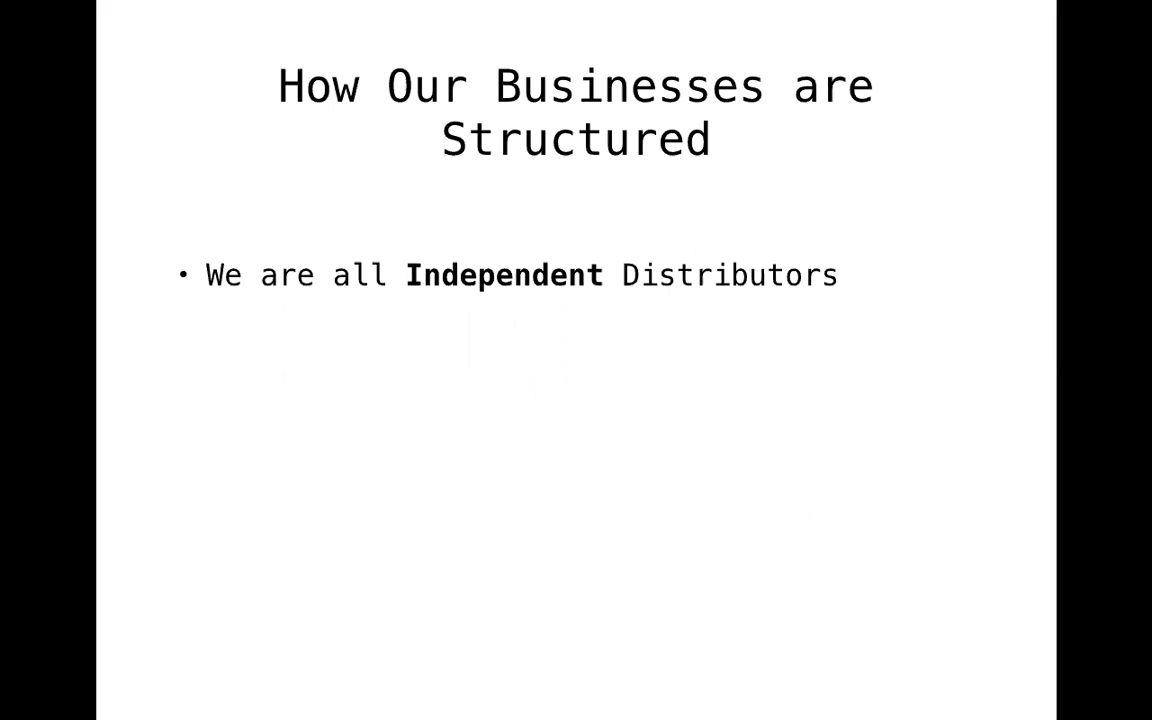 How Our Businesses are
Structured
• We are all Independent Distributors